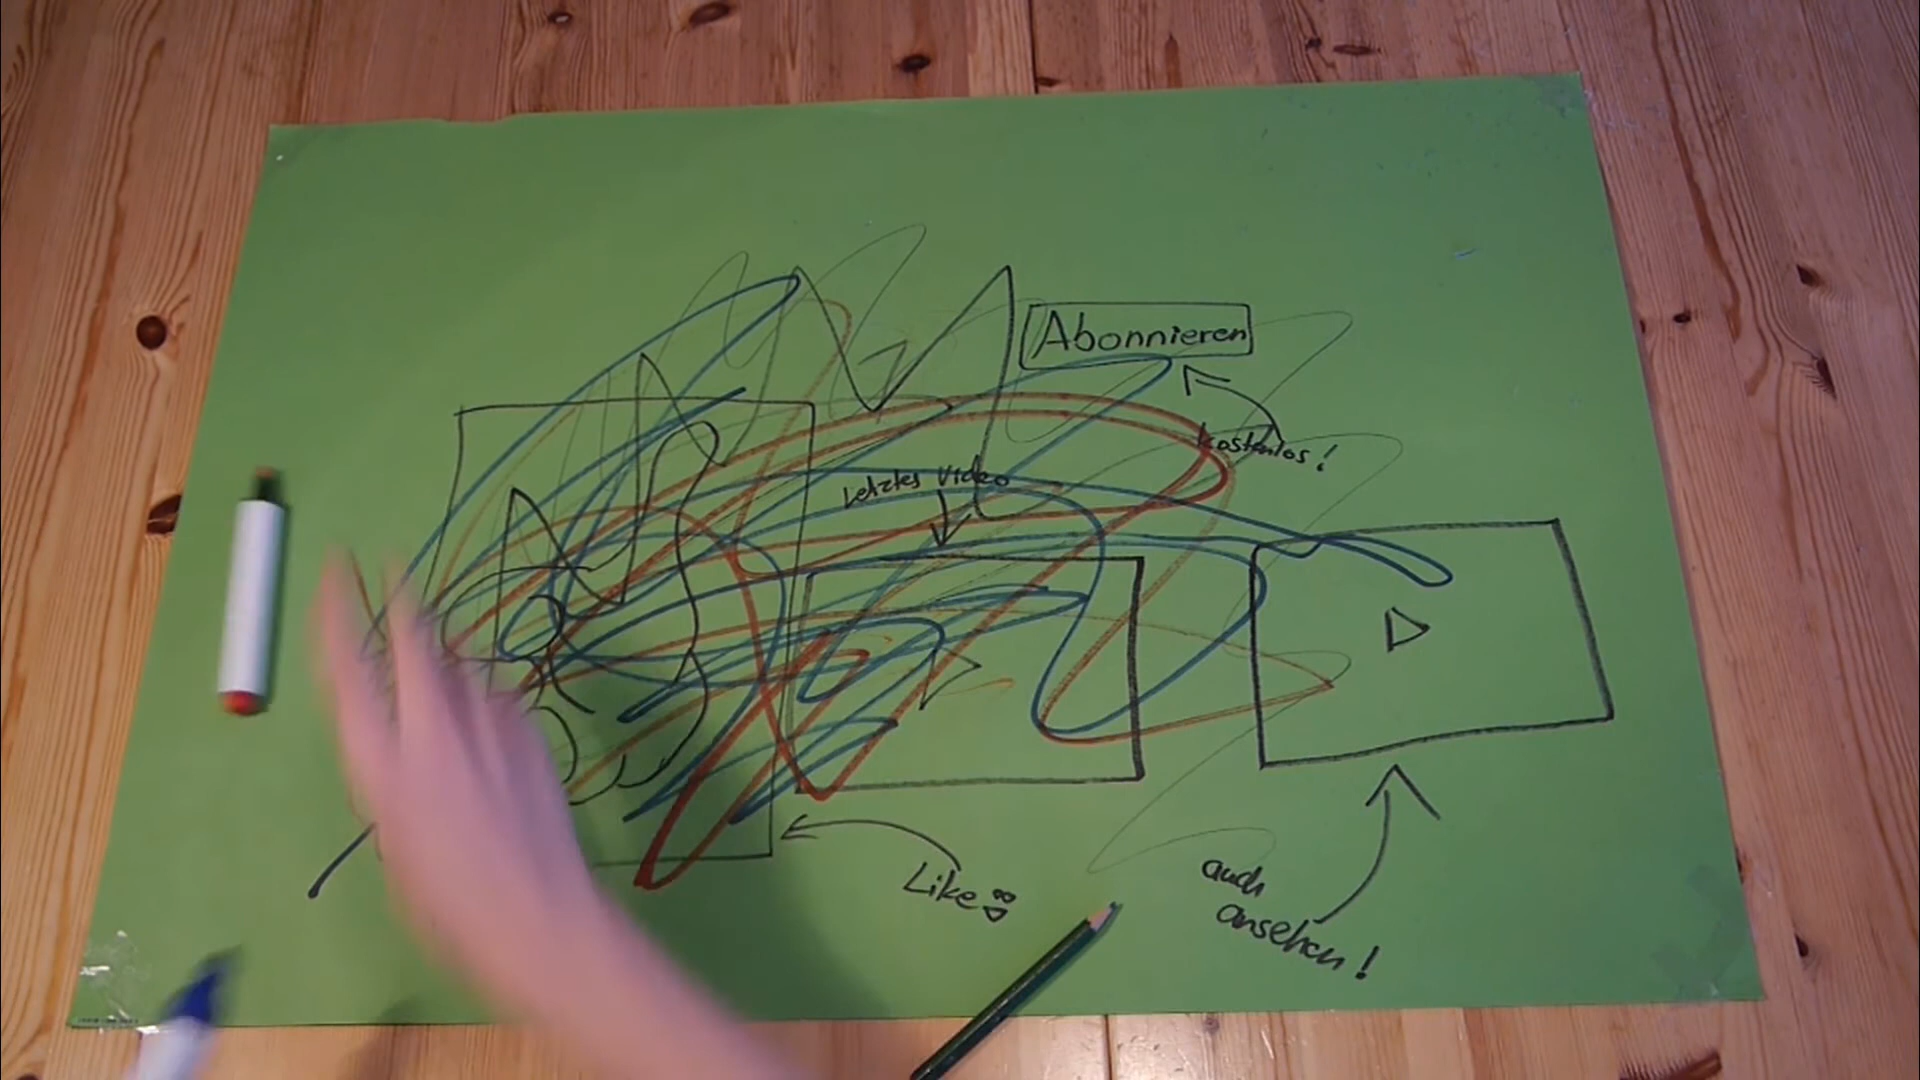 Abonnieren
kostenlos!
Letztes Video
Like
auch
ansehen!